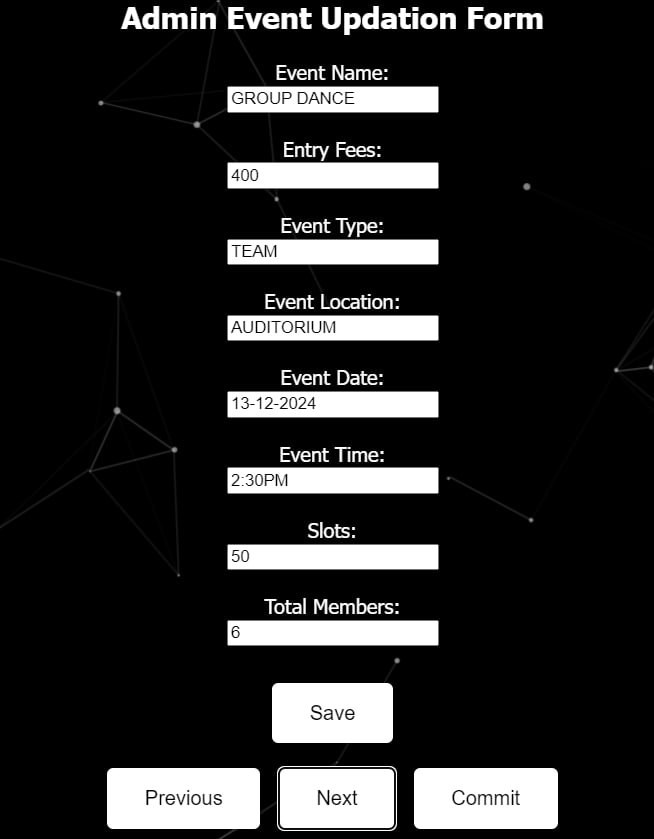 Admin Event Updation Form
Event Name:
GROUP DANCE
Entry Fees:
400
Event Type:
TEAM
Event Location:
AUDITORIUM
Event Date:
13-12-2024
Event Time:
2:30PM
Slots:
50
Total Members:
6
Save
Previous Next Commit